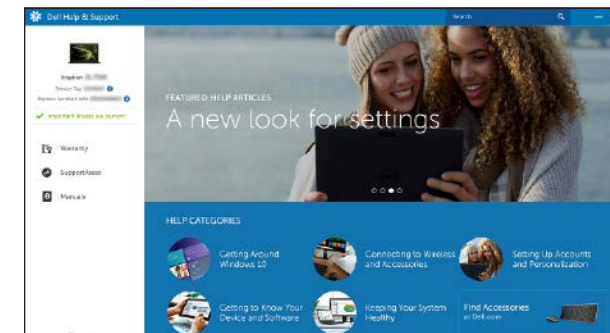 Dell Help & Support
Search
Inspiron
Service Tag
Express Service Code
Important drivers are current
Warranty
SupportAssist
Manuals
FEATURED HELP ARTICLES
A new look for settings
HELP CATEGORIES
Getting Around
Windows 10
Connecting to Wireless
and Accessories
Setting Up Accounts
and Personalization
Getting to Know Your
Device and Software
Keeping Your System
Healthy
Find Accessories
at Dell.com